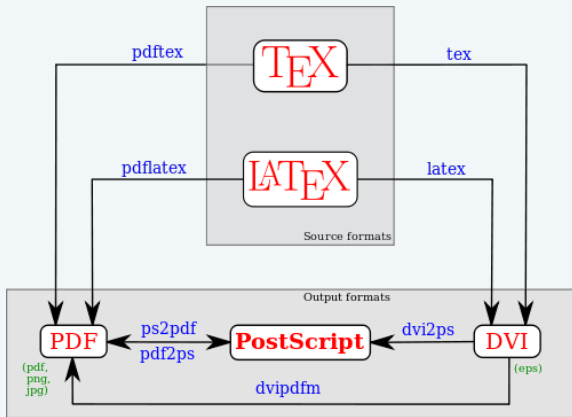 pdftex
TEX
tex
pdflatex
LATEX
latex
Source formats
Output formats
PDF
ps2pdf
pdf2ps
PostScript
dvi2ps
DVI
(pdf,
png,
jpg)
(eps)
dvipdfm